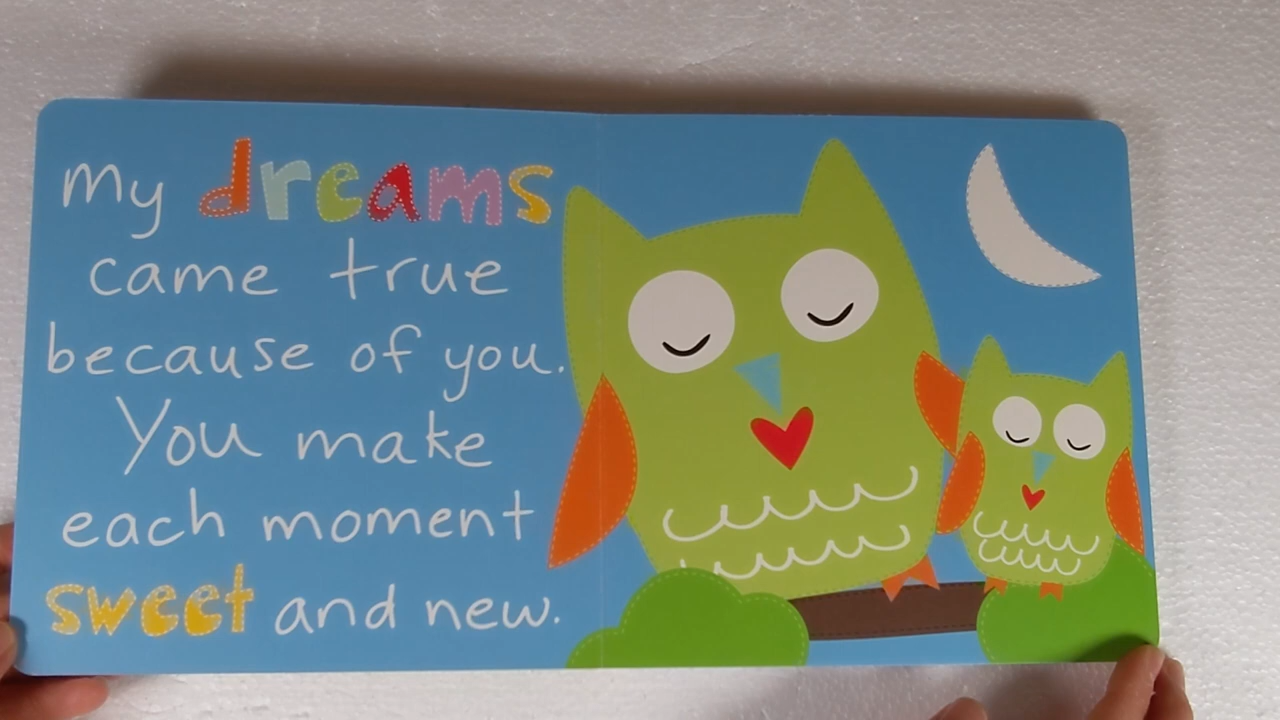 My dreams
came true
because of you.
You make
each moment
sweet and new.